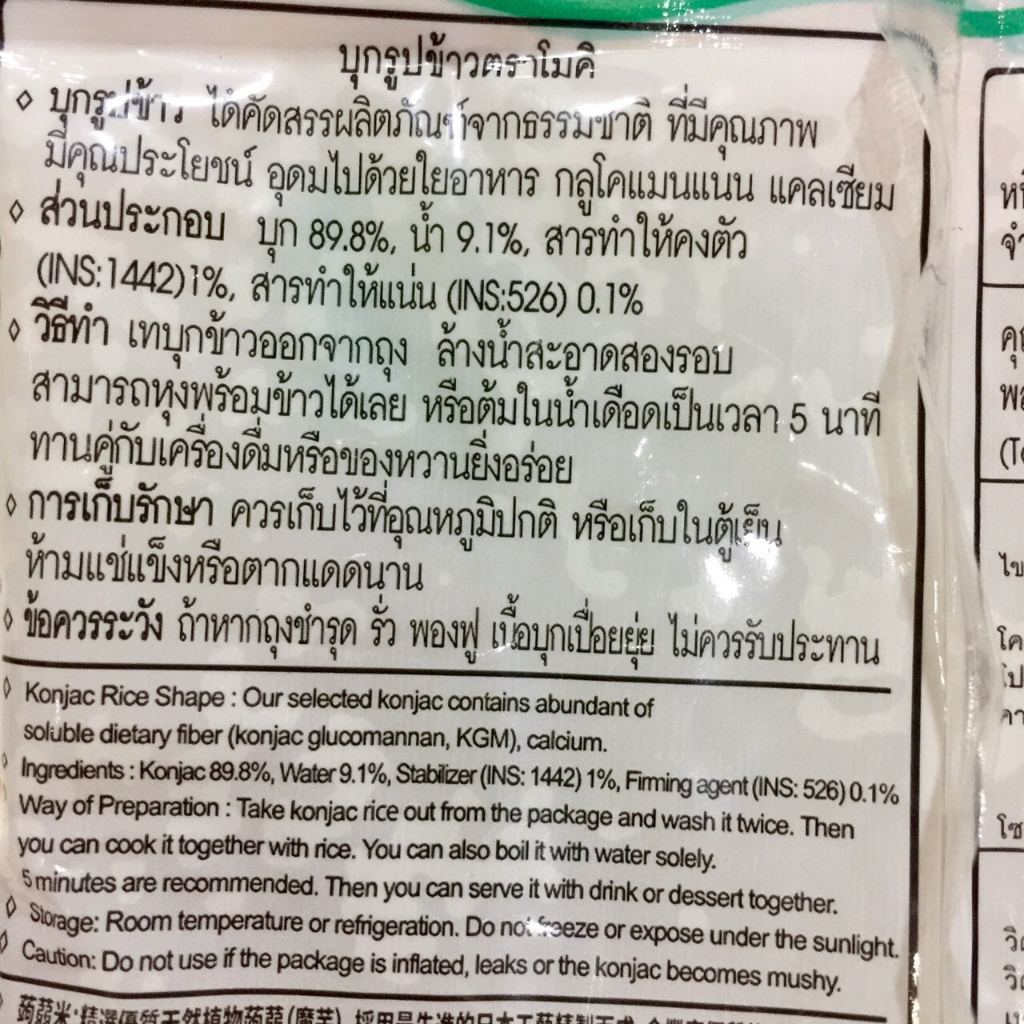 บุกรูปข้าวตราโมคิ
◇ บุกรูปข้าว ได้คัดสรรผลิตภัณฑ์จากธรรมชาติ ที่มีคุณภาพ
มีคุณประโยชน์ อุดมไปด้วยใยอาหาร กลูโคแมนแนน แคลเซียม
◇ ส่วนประกอบ บุก 89.8%, น้ำ 9.1%, สารทำให้คงตัว
(INS:1442)1%, สารทำให้แน่น (INS:526) 0.1%
◇ วิธีทำ เทบุกข้าวออกจากถุง ล้างน้ำสะอาดสองรอบ
สามารถหุงพร้อมข้าวได้เลย หรือต้มในน้ำเดือดเป็นเวลา 5 นาที
ทานคู่กับเครื่องดื่มหรือของหวานยิ่งอร่อย
◇ การเก็บรักษา ควรเก็บไว้ที่อุณหภูมิปกติ หรือเก็บในตู้เย็น
ห้ามแช่แข็งหรือตากแดดนาน
◇ ข้อควรระวัง ถ้าหากถุงชำรุด รั่ว พองฟู เนื้อบุกเปื่อยยุ่ย ไม่ควรรับประทาน
◇ Konjac Rice Shape : Our selected konjac contains abundant of
soluble dietary fiber (konjac glucomannan, KGM), calcium.
◇ Ingredients : Konjac 89.8%, Water 9.1%, Stabilizer (INS: 1442) 1%, Firming agent (INS: 526) 0.1%
Way of Preparation : Take konjac rice out from the package and wash it twice. Then
you can cook it together with rice. You can also boil it with water solely.
5 minutes are recommended. Then you can serve it with drink or dessert together.
◇ Storage: Room temperature or refrigeration. Do not freeze or expose under the sunlight.
◇ Caution: Do not use if the package is inflated, leaks or the konjac becomes mushy.
蒟蒻米:精選優質天然植物蒟蒻(魔芋)